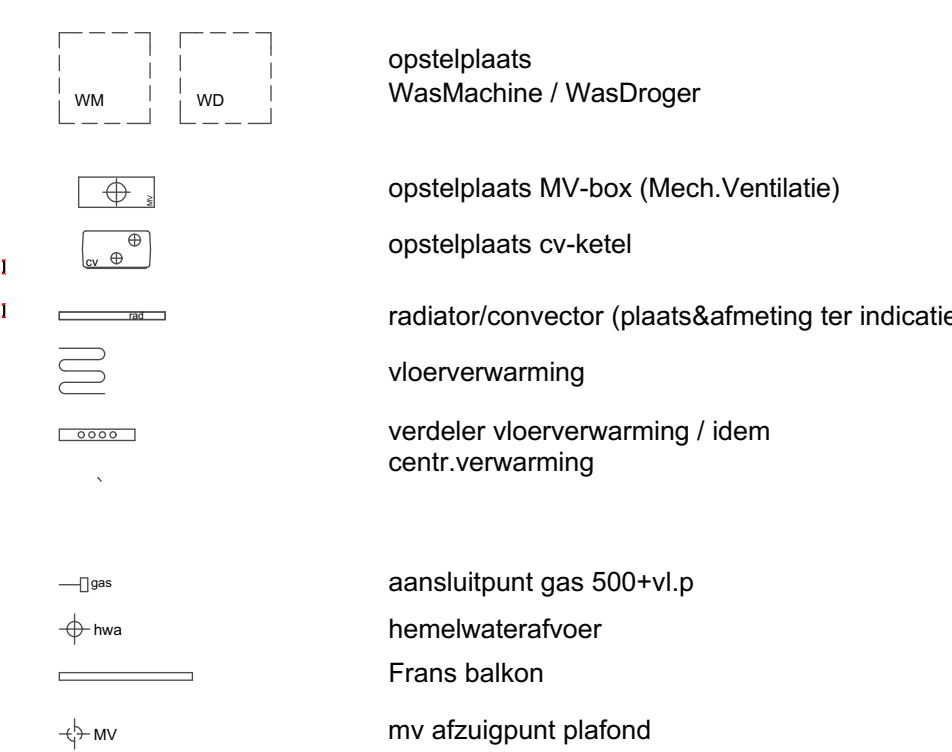 opstelplaats
WM WD WasMachine / WasDroger
MV opstelplaats MV-box (Mech.Ventilatie)
cv opstelplaats cv-ketel
rad radiator/convector (plaats&afmeting ter indicatie
vloerverwarming
verdeler vloerverwarming / idem
centr.verwarming
gas aansluitpunt gas 500+vl.p
hwa hemelwaterafvoer
Frans balkon
MV mv afzuigpunt plafond